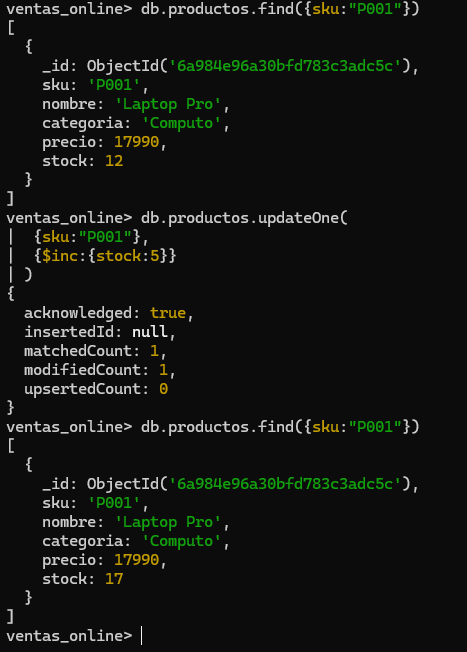 ventas_online> db.productos.find({sku:"P001"})
[
  {
    _id: ObjectId('6a984e96a30bfd783c3adc5c'),
    sku: 'P001',
    nombre: 'Laptop Pro',
    categoria: 'Computo',
    precio: 17990,
    stock: 12
  }
]
ventas_online> db.productos.updateOne(
|  {sku:"P001"},
|  {$inc:{stock:5}}
| )
{
  acknowledged: true,
  insertedId: null,
  matchedCount: 1,
  modifiedCount: 1,
  upsertedCount: 0
}
ventas_online> db.productos.find({sku:"P001"})
[
  {
    _id: ObjectId('6a984e96a30bfd783c3adc5c'),
    sku: 'P001',
    nombre: 'Laptop Pro',
    categoria: 'Computo',
    precio: 17990,
    stock: 17
  }
]
ventas_online>